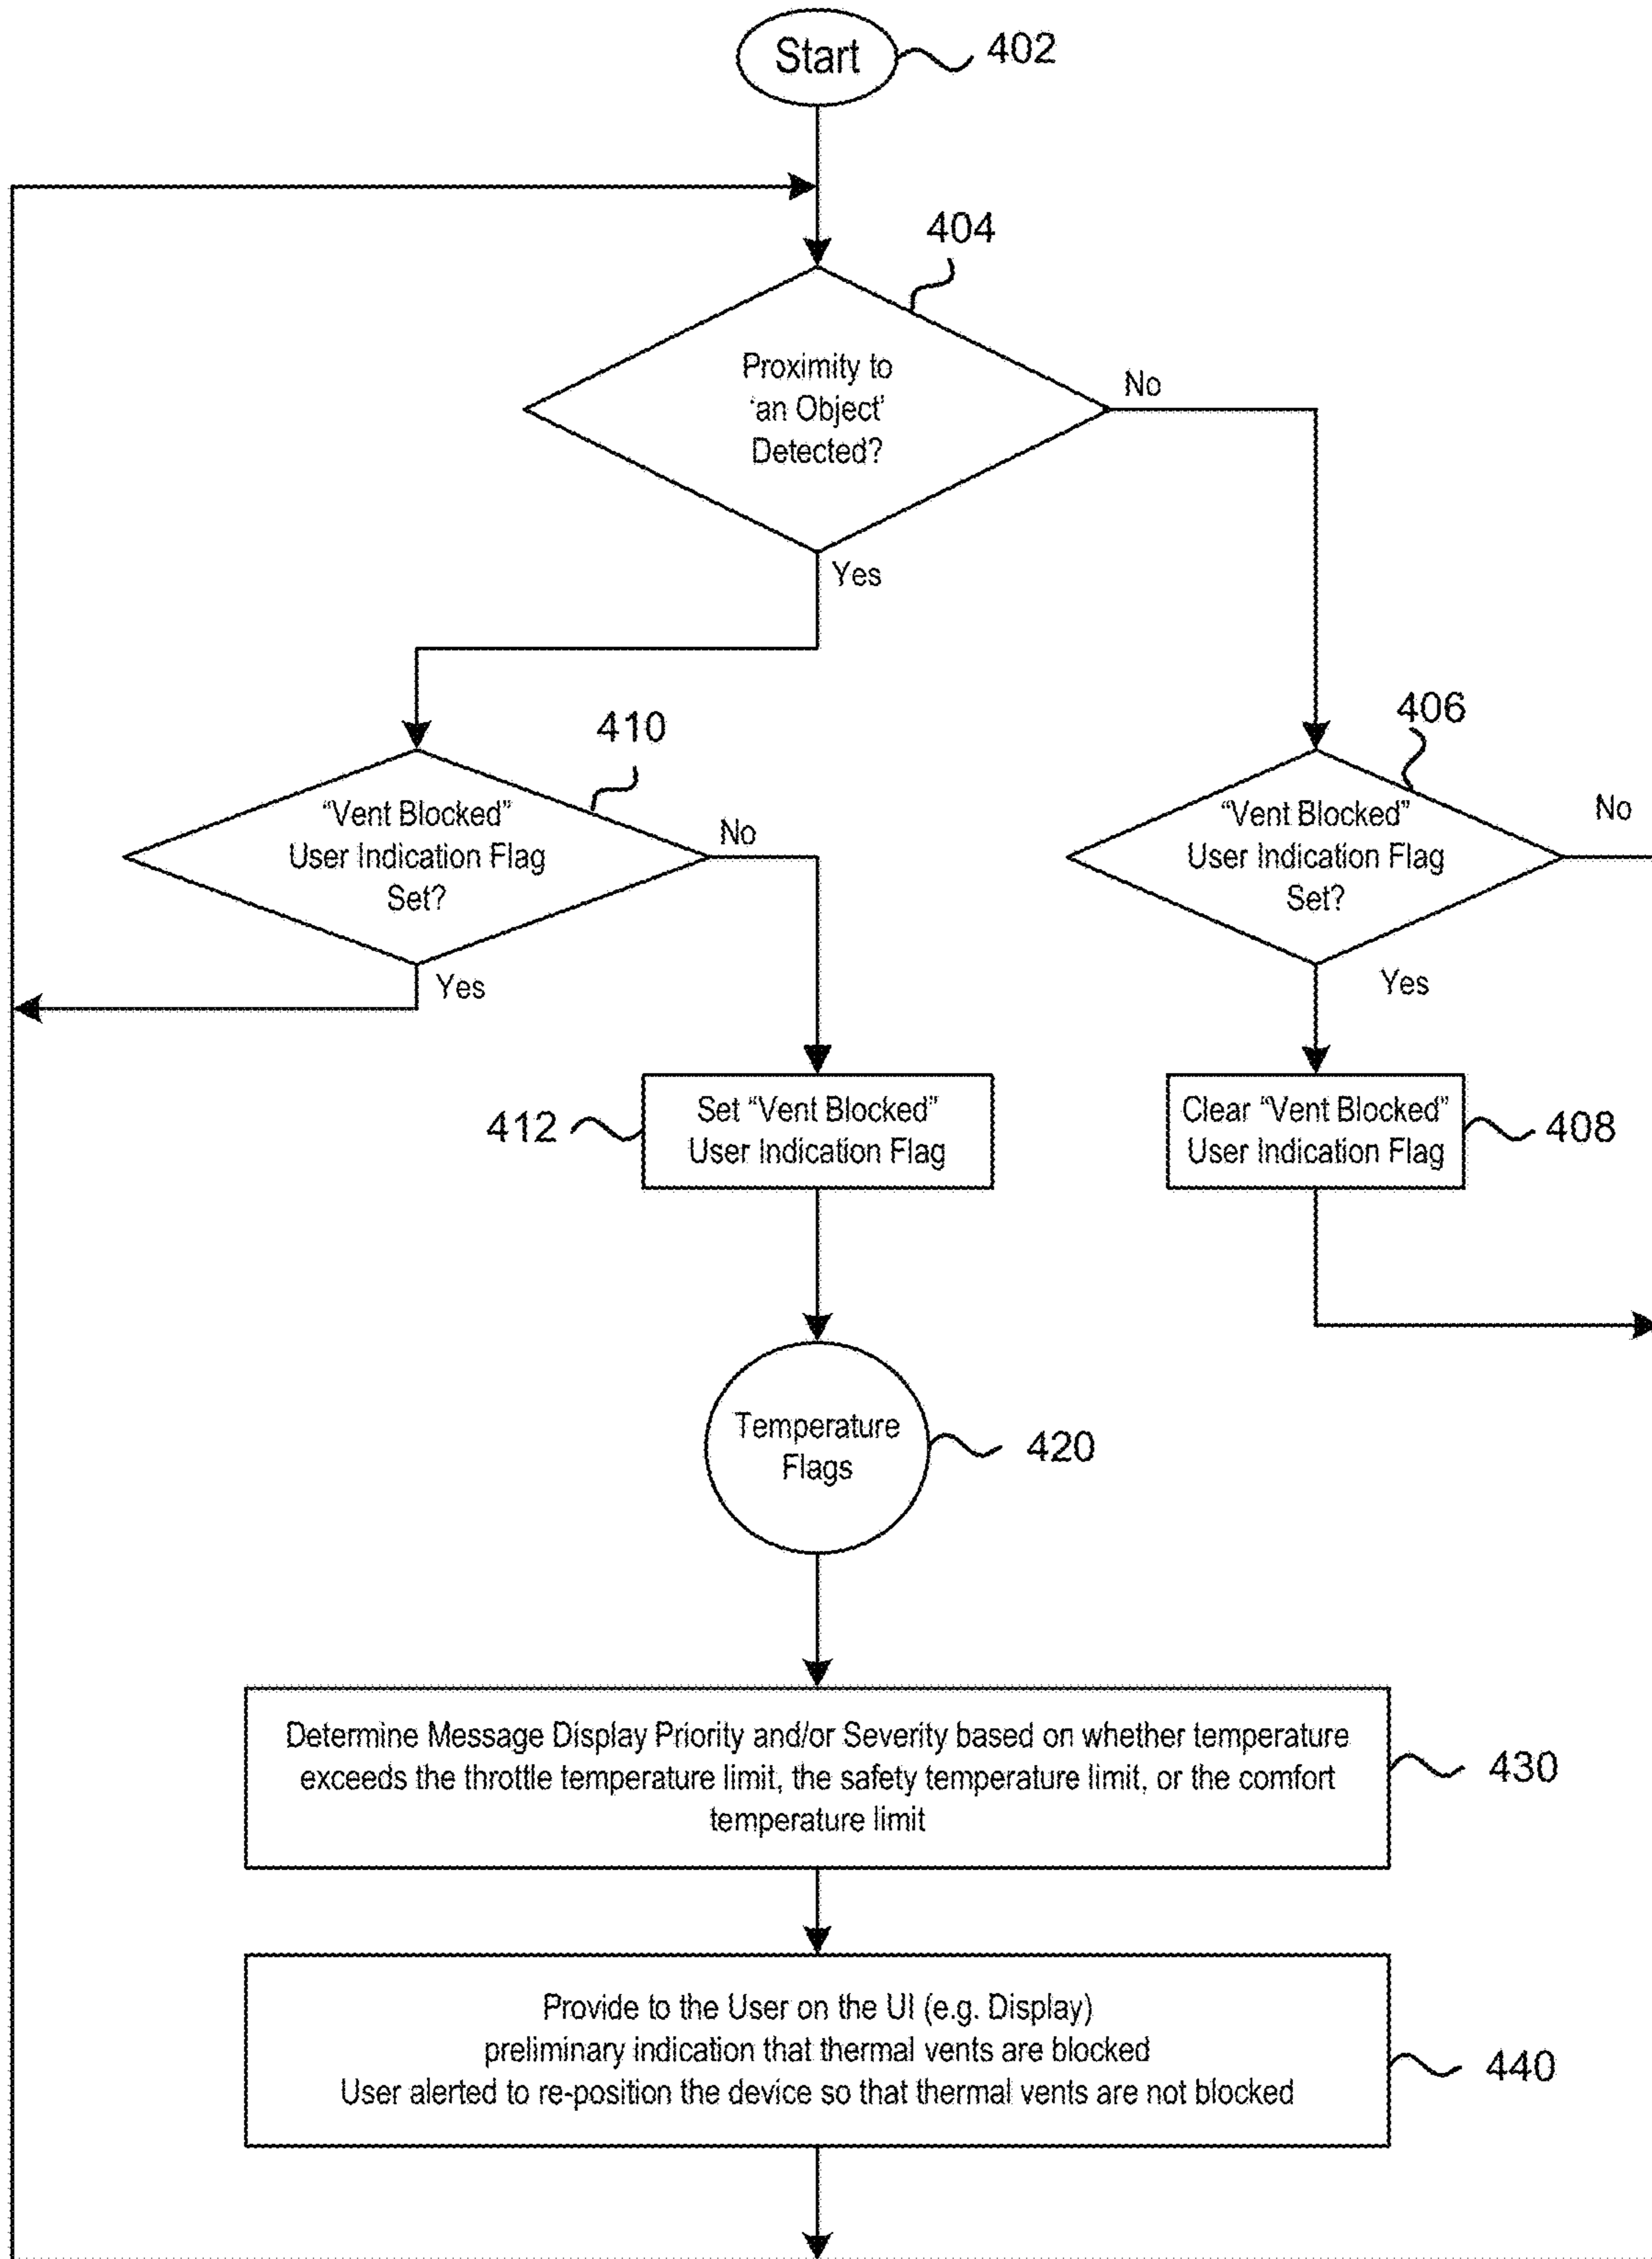 Start
402
404
Proximity to
‘an Object’
Detected?
No
Yes
410
“Vent Blocked”
User Indication Flag
Set?
No
Yes
406
“Vent Blocked”
User Indication Flag
Set?
No
Yes
412
Set “Vent Blocked”
User Indication Flag
Clear “Vent Blocked”
User Indication Flag
408
Temperature
Flags
420
Determine Message Display Priority and/or Severity based on whether temperature
exceeds the throttle temperature limit, the safety temperature limit, or the comfort
temperature limit
430
Provide to the User on the UI (e.g. Display)
preliminary indication that thermal vents are blocked
User alerted to re-position the device so that thermal vents are not blocked
440